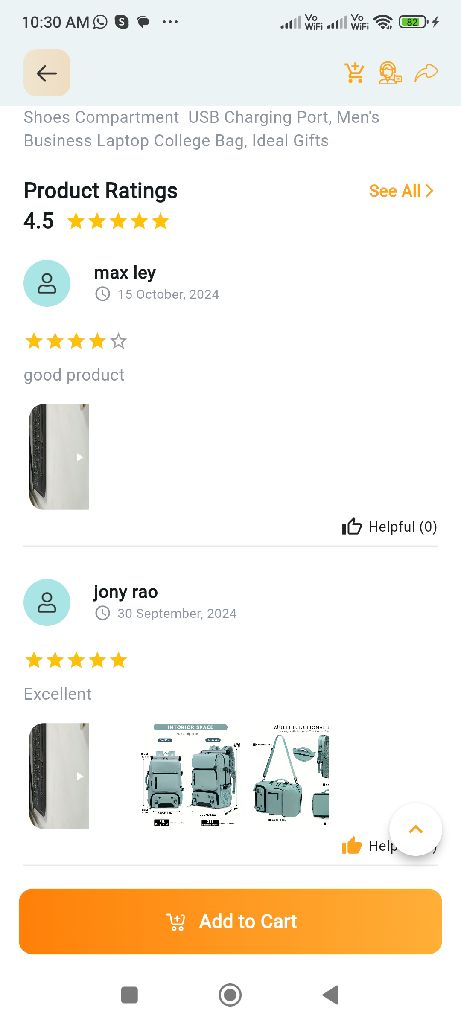 10:30 AM
Vo WiFi
Vo WiFi
82
Shoes Compartment  USB Charging Port, Men's
Business Laptop College Bag, Ideal Gifts
Product Ratings
See All
4.5
max ley
15 October, 2024
good product
Helpful (0)
jony rao
30 September, 2024
Excellent
INTERIOR SPACE
Add to Cart